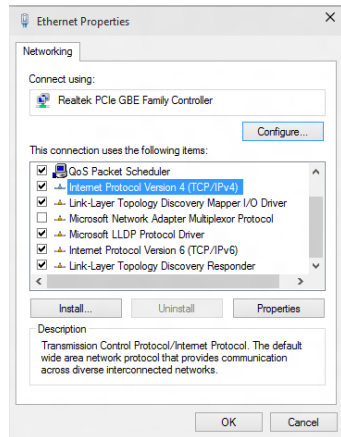 Ethernet Properties
Networking
Connect using:
Realtek PCIe GBE Family Controller
Configure...
This connection uses the following items:
QoS Packet Scheduler
Internet Protocol Version 4 (TCP/IPv4)
Link-Layer Topology Discovery Mapper I/O Driver
Microsoft Network Adapter Multiplexor Protocol
Microsoft LLDP Protocol Driver
Internet Protocol Version 6 (TCP/IPv6)
Link-Layer Topology Discovery Responder
Install... Uninstall Properties
Description
Transmission Control Protocol/Internet Protocol. The default
wide area network protocol that provides communication
across diverse interconnected networks.
OK Cancel